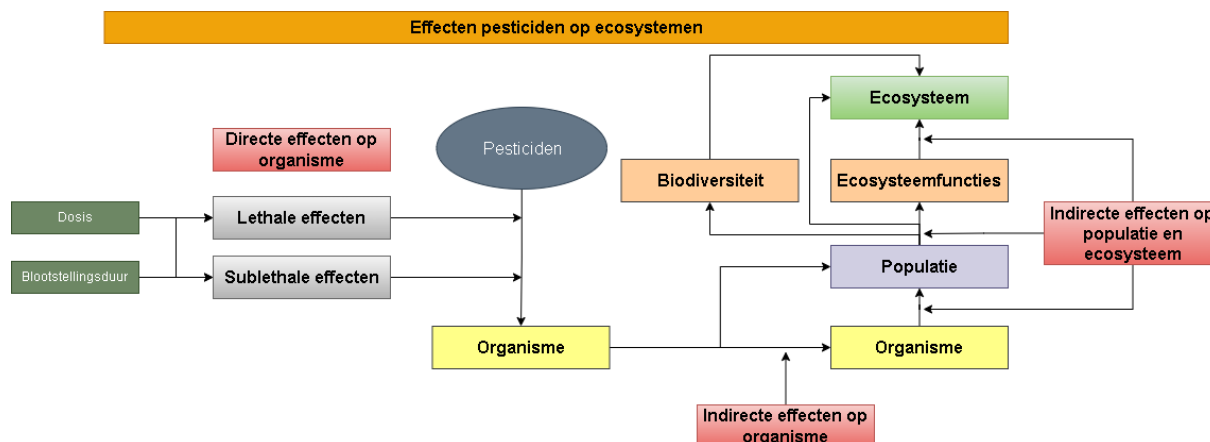 Effecten pesticiden op ecosystemen
Ecosysteem
Directe effecten op
organisme
Pesticiden
Biodiversiteit
Ecosysteemfuncties
Dosis
Lethale effecten
Indirecte effecten op
populatie en
ecosysteem
Blootstellingsduur
Sublethale effecten
Populatie
Organisme
Organisme
Indirecte effecten op
organisme